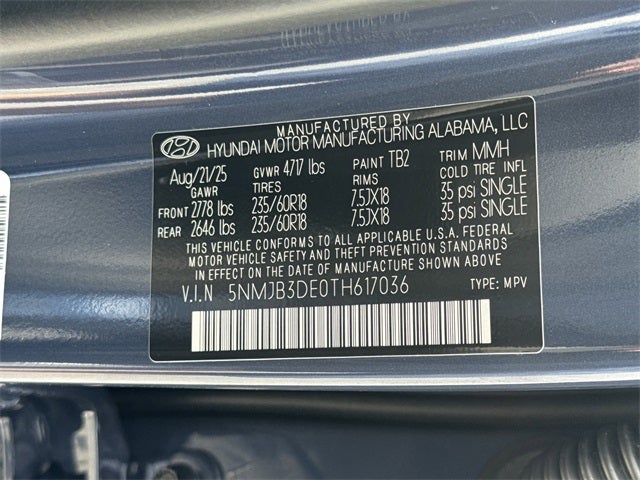 MANUFACTURED BY
HYUNDAI MOTOR MANUFACTURING ALABAMA, LLC
Aug/21/25 GVWR 4717 lbs PAINT TB2 TRIM MMH
GAWR TIRES RIMS COLD TIRE INFL
FRONT 2778 lbs 235/60R18 7.5JX18 35 psi SINGLE
REAR 2646 lbs 235/60R18 7.5JX18 35 psi SINGLE
THIS VEHICLE CONFORMS TO ALL APPLICABLE U.S.A. FEDERAL
MOTOR VEHICLE SAFETY AND THEFT PREVENTION STANDARDS
IN EFFECT ON THE DATE OF MANUFACTURE SHOWN ABOVE
V.I.N 5NMJB3DE0TH617036 TYPE: MPV